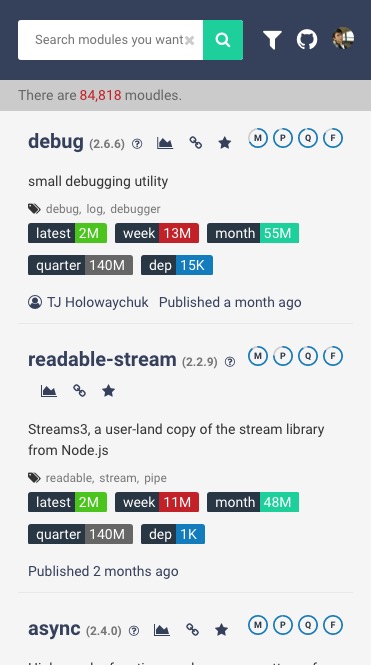 Search modules you want
There are 84,818 moudles.
debug (2.6.6) M P Q F
small debugging utility
debug, log, debugger
latest 2M week 13M month 55M
quarter 140M dep 15K
TJ Holowaychuk Published a month ago
readable-stream (2.2.9) M P Q F
Streams3, a user-land copy of the stream library
from Node.js
readable, stream, pipe
latest 2M week 11M month 48M
quarter 140M dep 1K
Published 2 months ago
async (2.4.0) M P Q F